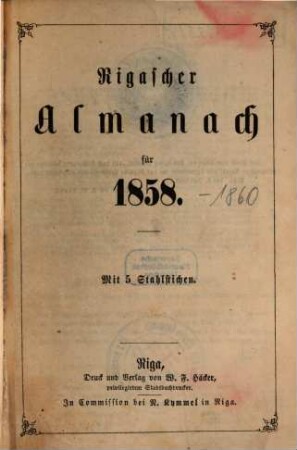 Rigascher
Almanach
für
1858. -1860
Mit 5 Stahlstichen.
Riga,
Druck und Verlag von W. F. Häcker,
privilegirtem Stadtbuchdrucker.
In Commission bei N. Kymmel in Riga.